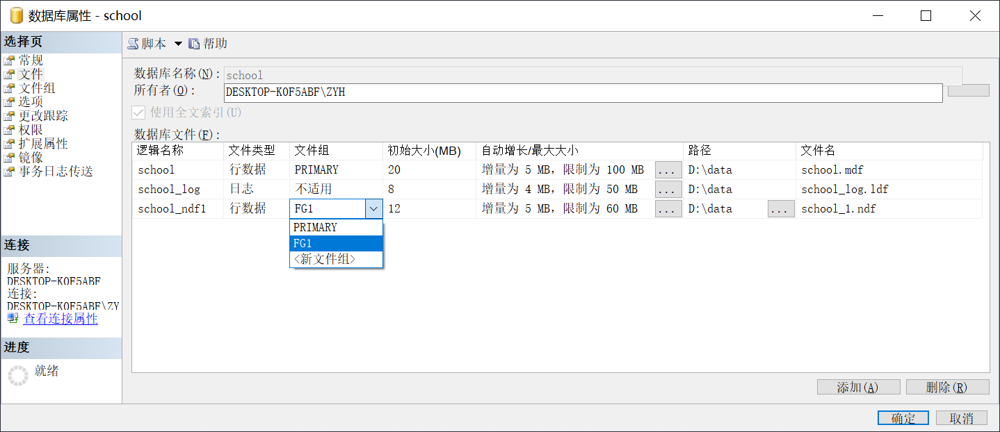 数据库属性 - school
选择页
常规
文件
文件组
选项
更改跟踪
权限
扩展属性
镜像
事务日志传送
连接
服务器:
DESKTOP-K0F5ABF
连接:
DESKTOP-K0F5ABF\ZY
查看连接属性
进度
就绪
脚本 帮助
数据库名称(N): school
所有者(O): DESKTOP-K0F5ABF\ZYH
使用全文索引(U)
数据库文件(F):
逻辑名称 文件类型 文件组 初始大小(MB) 自动增长/最大大小 路径 文件名
school 行数据 PRIMARY 20 增量为 5 MB，限制为 100 MB ... D:\data school.mdf
school_log 日志 不适用 8 增量为 4 MB，限制为 50 MB ... D:\data school_log.ldf
school_ndf1 行数据 FG1 12 增量为 5 MB，限制为 60 MB ... D:\data ... school_1.ndf
PRIMARY
FG1
<新文件组>
添加(A) 删除(R)
确定 取消